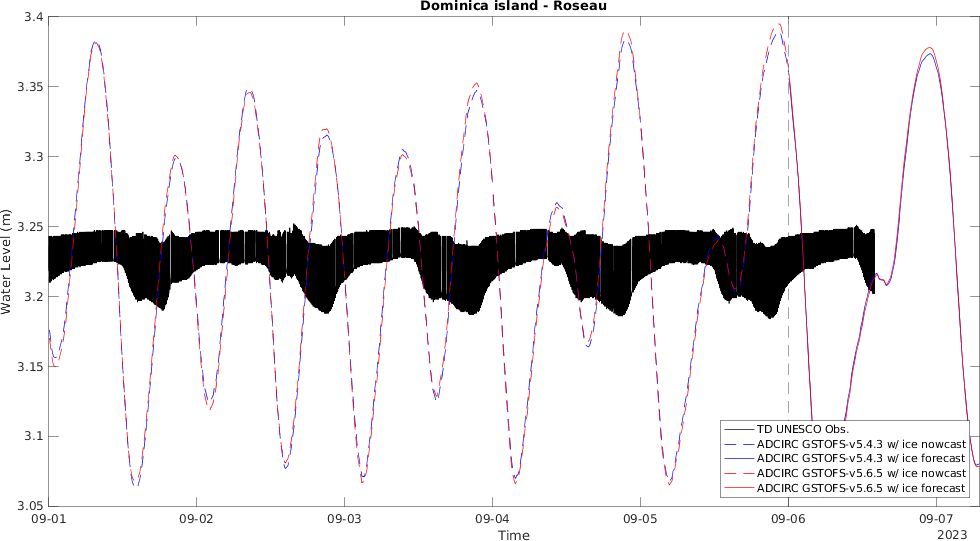 Dominica island - Roseau
3.4
3.35
3.3
3.25
3.2
3.15
3.1
3.05
Water Level (m)
TD UNESCO Obs.
ADCIRC GSTOFS-v5.4.3 w/ ice nowcast
ADCIRC GSTOFS-v5.4.3 w/ ice forecast
ADCIRC GSTOFS-v5.6.5 w/ ice nowcast
ADCIRC GSTOFS-v5.6.5 w/ ice forecast
09-01 09-02 09-03 09-04 09-05 09-06 09-07
Time
2023